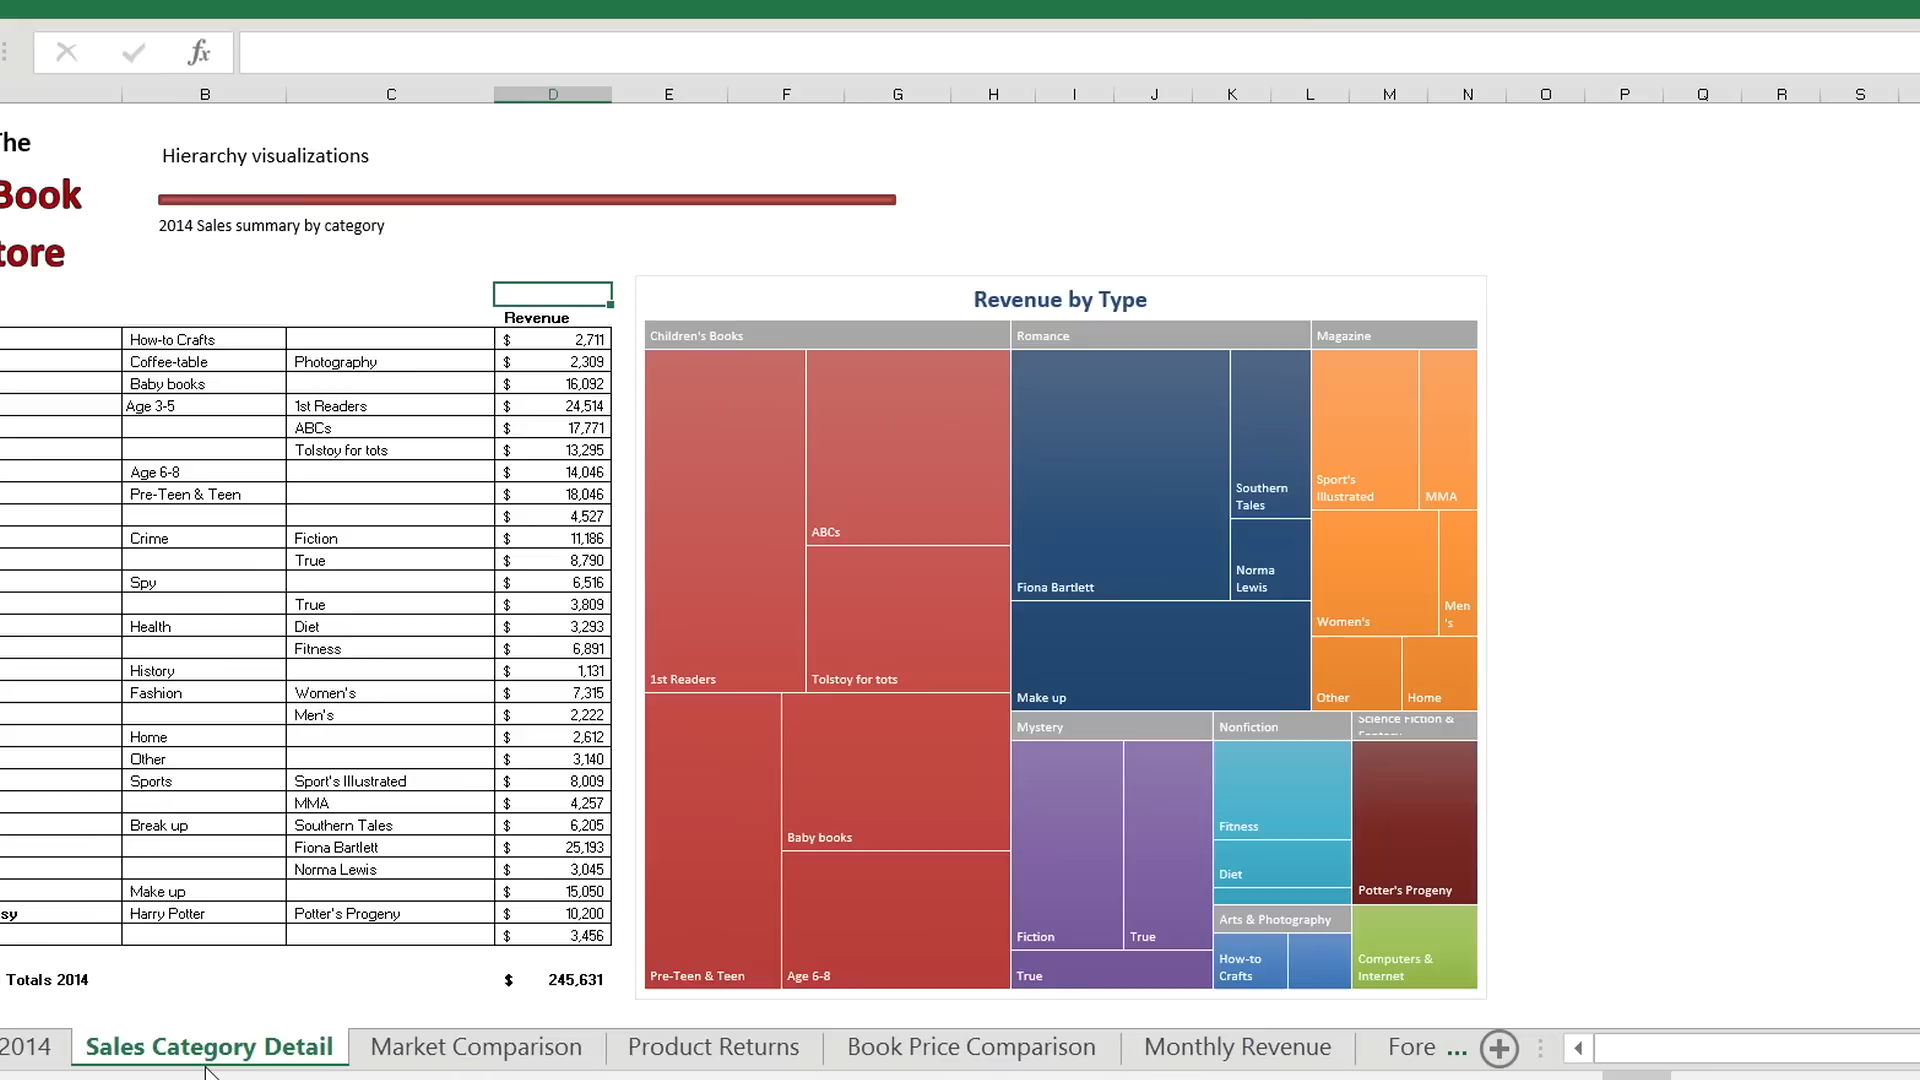 fx
B C D E F G H I J K L M N O P Q R S
The
Book
Store
Hierarchy visualizations
2014 Sales summary by category
Revenue
How-to Crafts $ 2,711
Coffee-table Photography $ 2,309
Baby books $ 16,092
Age 3-5 1st Readers $ 24,514
ABCs $ 17,771
Tolstoy for tots $ 13,295
Age 6-8 $ 14,046
Pre-Teen & Teen $ 18,046
$ 4,527
Crime Fiction $ 11,186
True $ 8,790
Spy $ 6,516
True $ 3,809
Health Diet $ 3,293
Fitness $ 6,891
History $ 1,131
Fashion Women's $ 7,315
Men's $ 2,222
Home $ 2,612
Other $ 3,140
Sports Sport's Illustrated $ 8,009
MMA $ 4,257
Break up Southern Tales $ 6,205
Fiona Bartlett $ 25,193
Norma Lewis $ 3,045
Make up $ 15,050
sy Harry Potter Potter's Progeny $ 10,200
$ 3,456
Totals 2014 $ 245,631
Revenue by Type
Children's Books
1st Readers
ABCs
Tolstoy for tots
Pre-Teen & Teen
Baby books
Age 6-8
Romance
Fiona Bartlett
Southern
Tales
Norma
Lewis
Make up
Magazine
Sport's
Illustrated
MMA
Women's
Men
's
Other
Home
Mystery
Fiction
True
True
Nonfiction
Fitness
Diet
Science Fiction &
Fantasy
Potter's Progeny
Arts & Photography
How-to
Crafts
Computers &
Internet
2014 Sales Category Detail Market Comparison Product Returns Book Price Comparison Monthly Revenue Fore ...